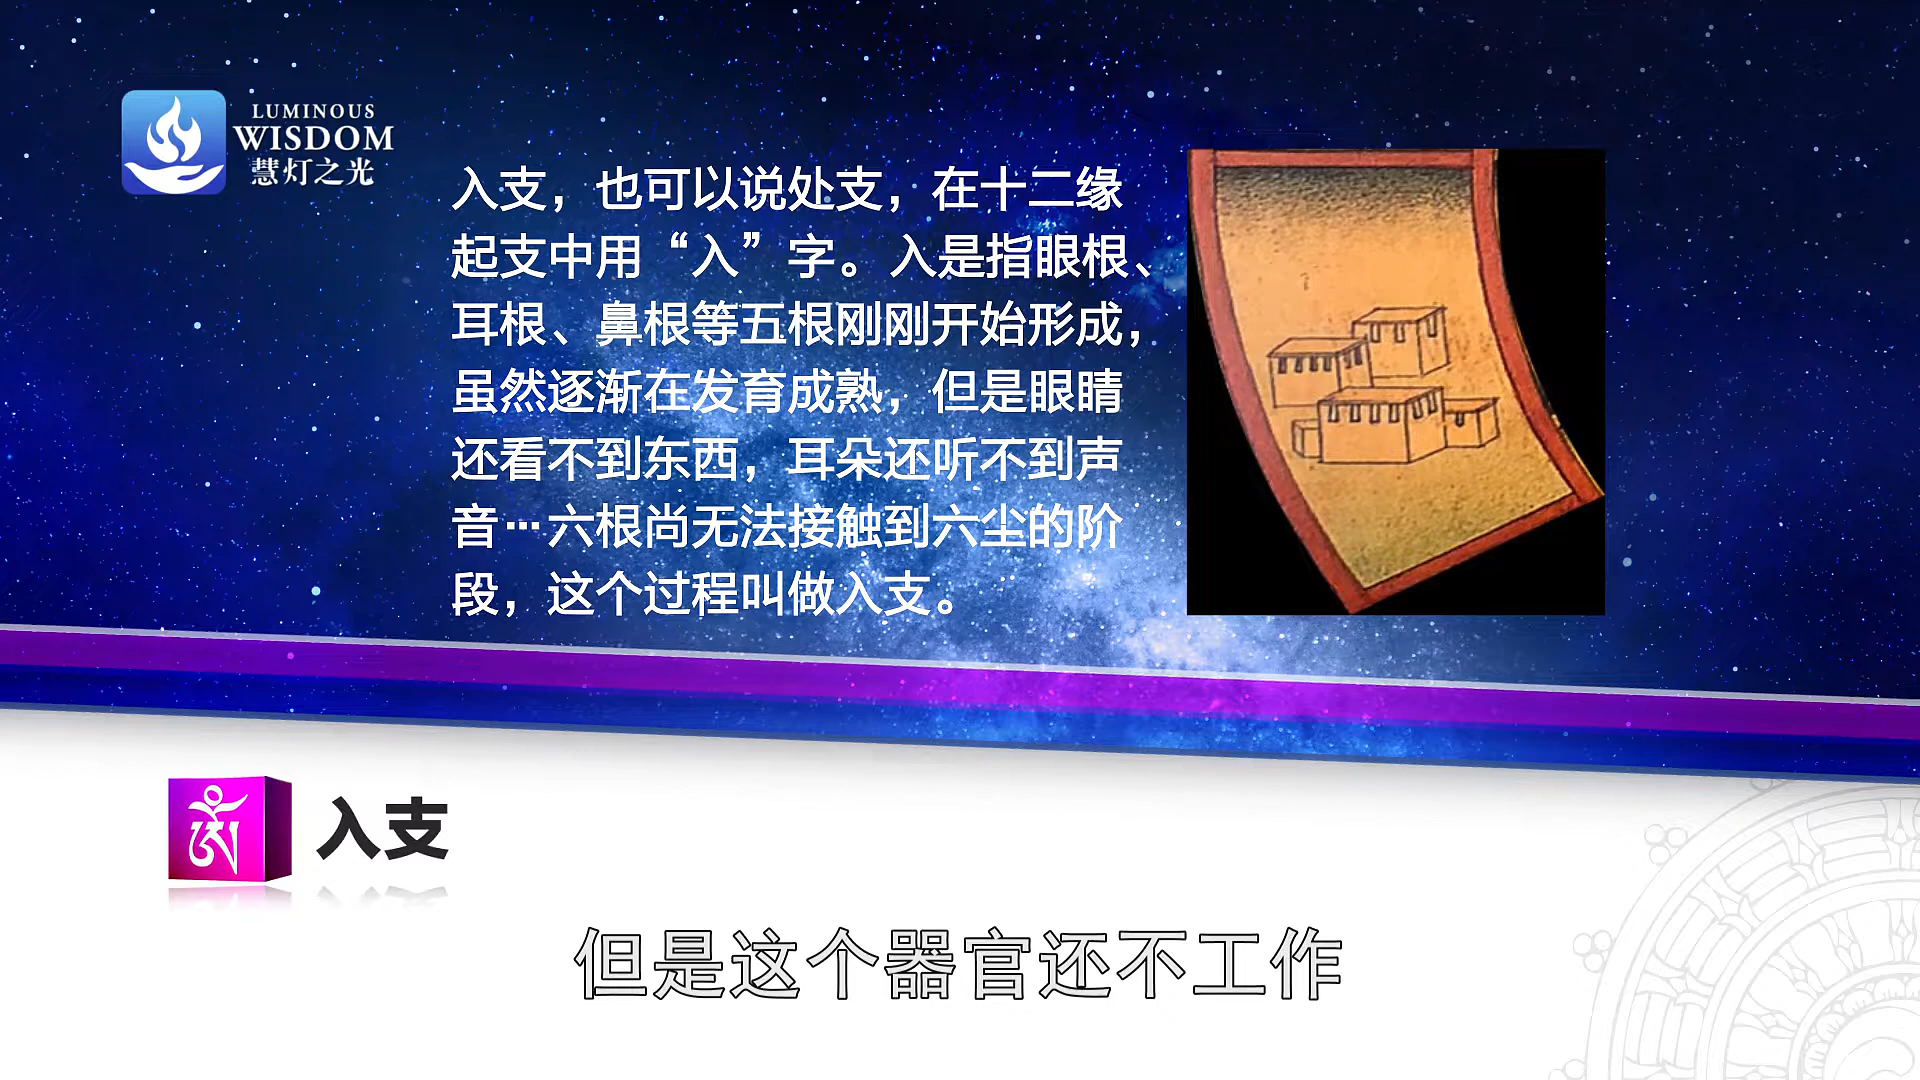 LUMINOUS
WISDOM
慧灯之光
入支，也可以说处支，在十二缘
起支中用“入”字。入是指眼根、
耳根、鼻根等五根刚刚开始形成，
虽然逐渐在发育成熟，但是眼睛
还看不到东西，耳朵还听不到声
音…六根尚无法接触到六尘的阶
段，这个过程叫做入支。
ༀ
入支
但是这个器官还不工作